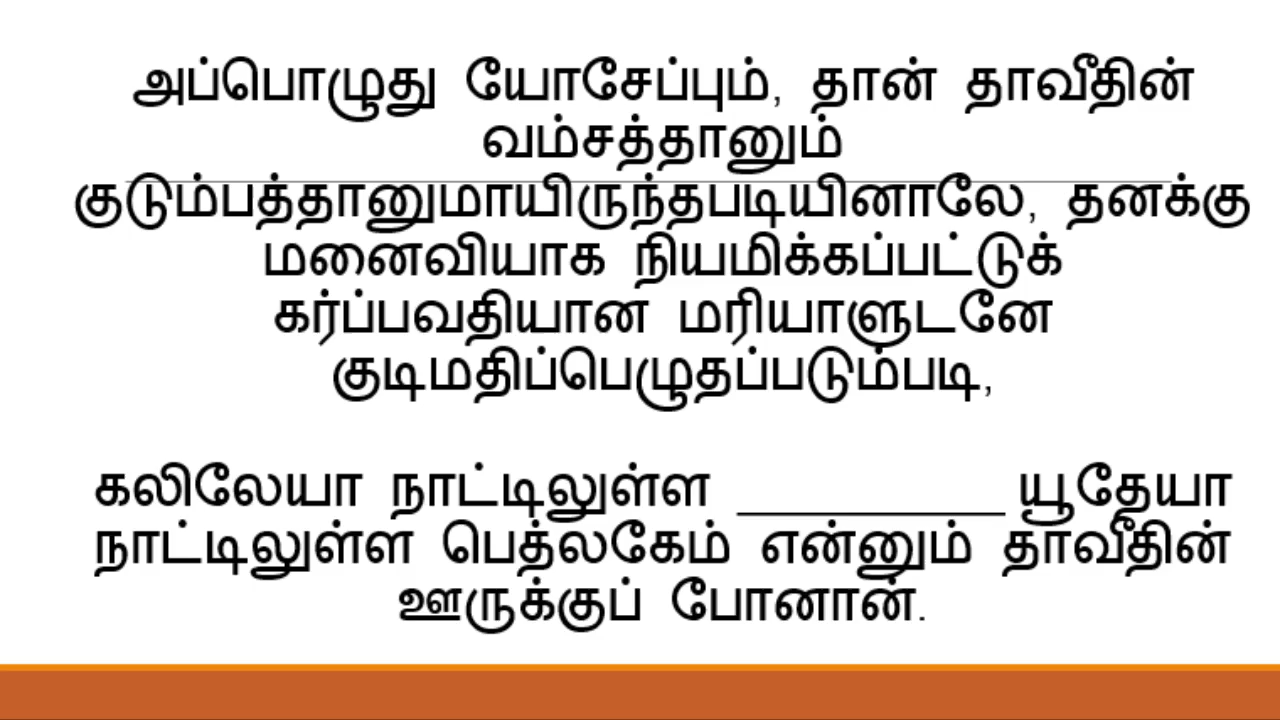 அப்பொழுது யோசேப்பும், தான் தாவீதின்
வம்சத்தானும்
குடும்பத்தானுமாயிருந்தபடியினாலே, தனக்கு
மனைவியாக நியமிக்கப்பட்டுக்
கர்ப்பவதியான மரியாளுடனே
குடிமதிப்பெழுதப்படும்படி,
கலிலேயா நாட்டிலுள்ள __________ யூதேயா
நாட்டிலுள்ள பெத்லகேம் என்னும் தாவீதின்
ஊருக்குப் போனான்.